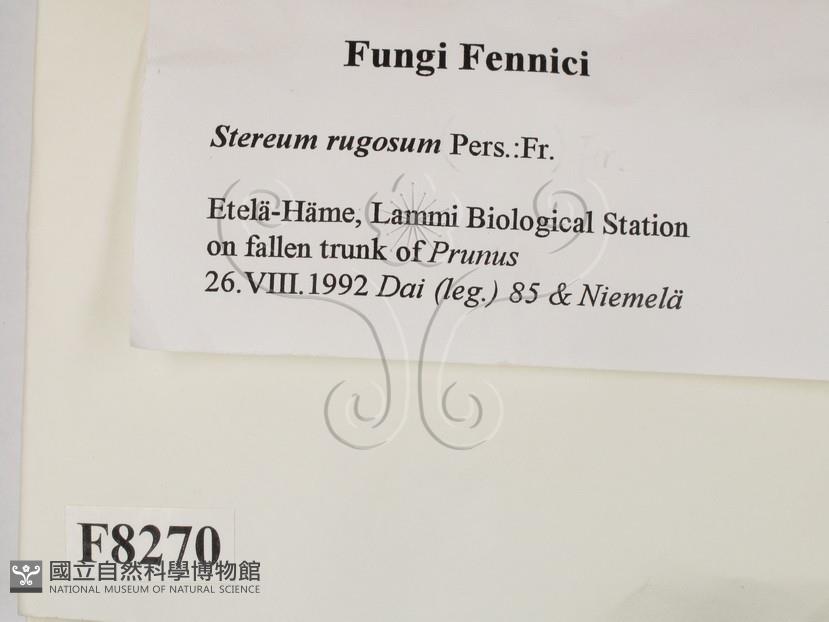 Fungi Fennici
Stereum rugosum Pers.:Fr.
Etelä-Häme, Lammi Biological Station
on fallen trunk of Prunus
26.VIII.1992 Dai (leg.) 85 & Niemelä
F8270
國立自然科學博物館
NATIONAL MUSEUM OF NATURAL SCIENCE